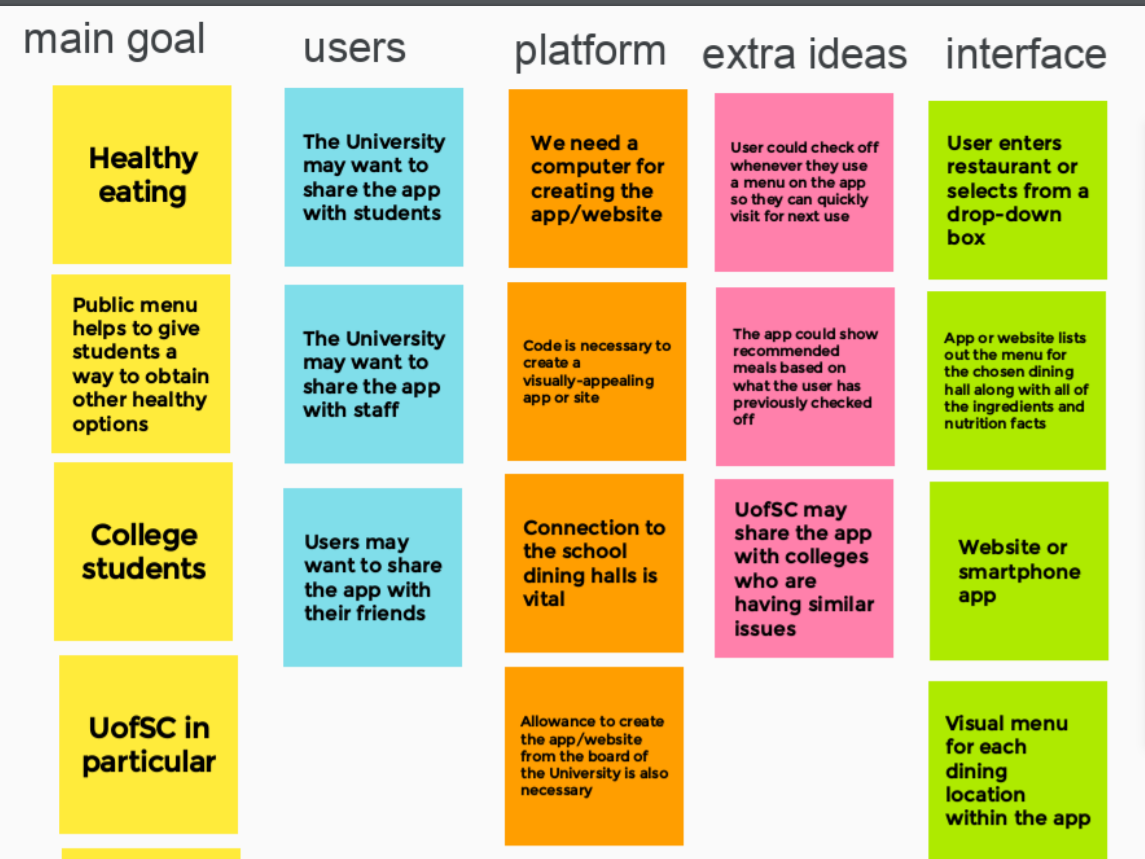 main goal
users
platform
extra ideas
interface
Healthy
eating
Public menu
helps to give
students a
way to obtain
other healthy
options
College
students
UofSC in
particular
The University
may want to
share the app
with students
The University
may want to
share the app
with staff
Users may
want to share
the app with
their friends
We need a
computer for
creating the
app/website
Code is necessary to
create a
visually-appealing
app or site
Connection to
the school
dining halls is
vital
Allowance to create
the app/website
from the board of
the University is also
necessary
User could check off
whenever they use
a menu on the app
so they can quickly
visit for next use
The app could show
recommended
meals based on
what the user has
previously checked
off
UofSC may
share the app
with colleges
who are
having similar
issues
User enters
restaurant or
selects from a
drop-down
box
App or website lists
out the menu for
the chosen dining
hall along with all of
the ingredients and
nutrition facts
Website or
smartphone
app
Visual menu
for each
dining
location
within the app